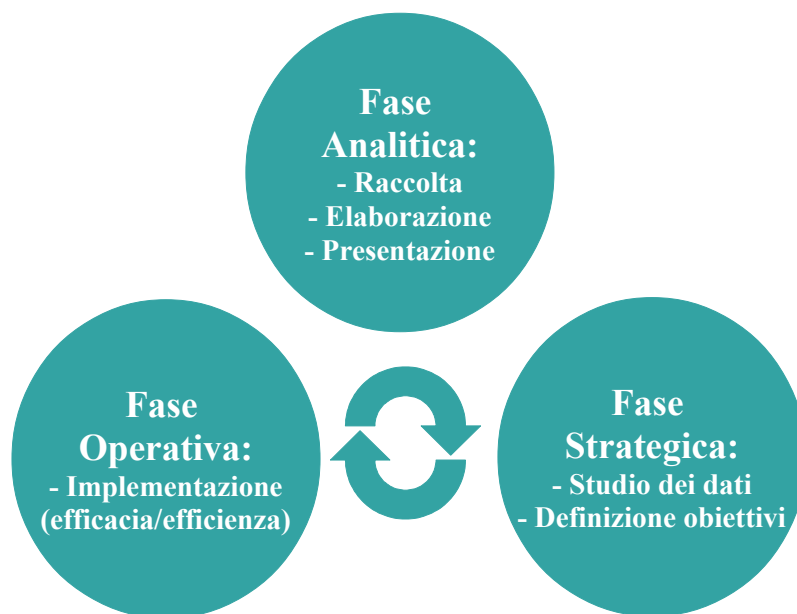 Fase
Analitica:
- Raccolta
- Elaborazione
- Presentazione
Fase
Operativa:
- Implementazione
(efficacia/efficienza)
Fase
Strategica:
- Studio dei dati
- Definizione obiettivi